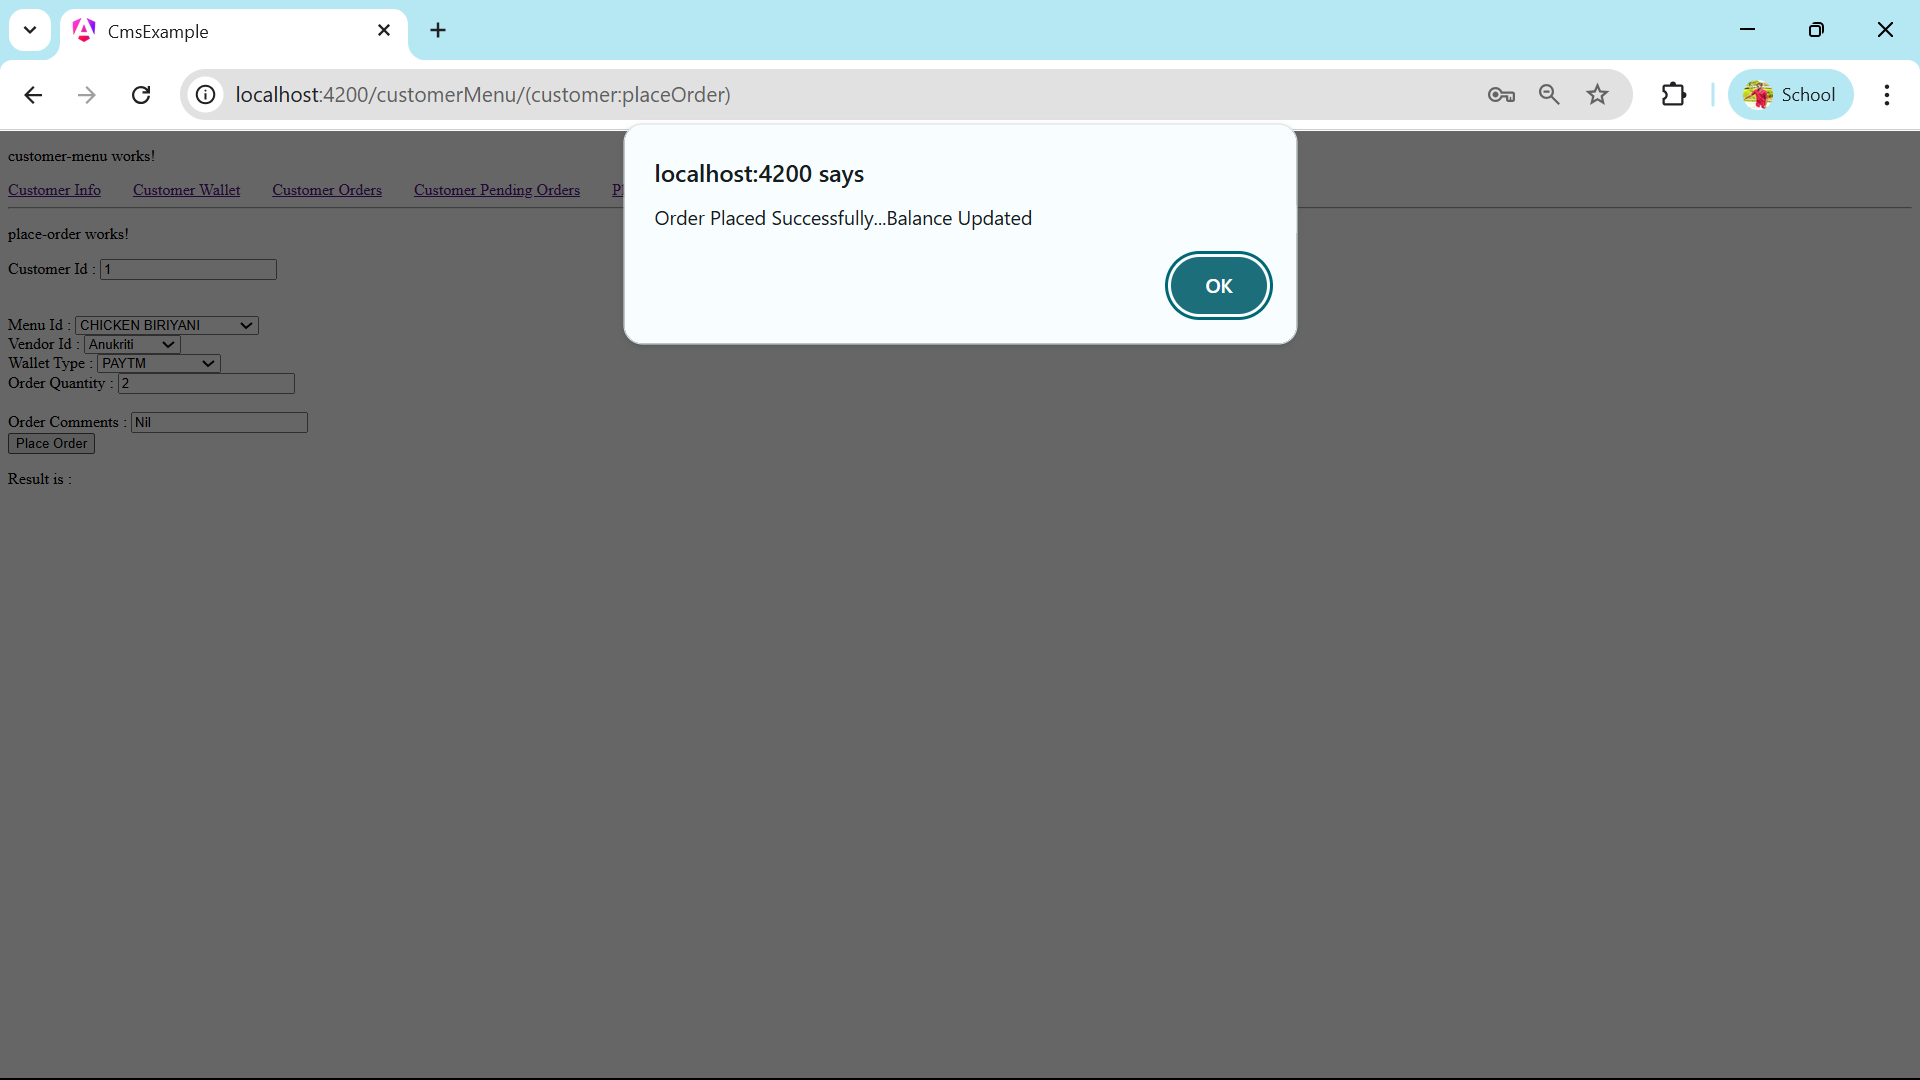 CmsExample
localhost:4200/customerMenu/(customer:placeOrder)
School
localhost:4200 says
Order Placed Successfully...Balance Updated
OK
customer-menu works!
Customer Info Customer Wallet Customer Orders Customer Pending Orders
place-order works!
Customer Id : 1
Menu Id : CHICKEN BIRIYANI
Vendor Id : Anukriti
Wallet Type : PAYTM
Order Quantity : 2
Order Comments : Nil
Place Order
Result is :